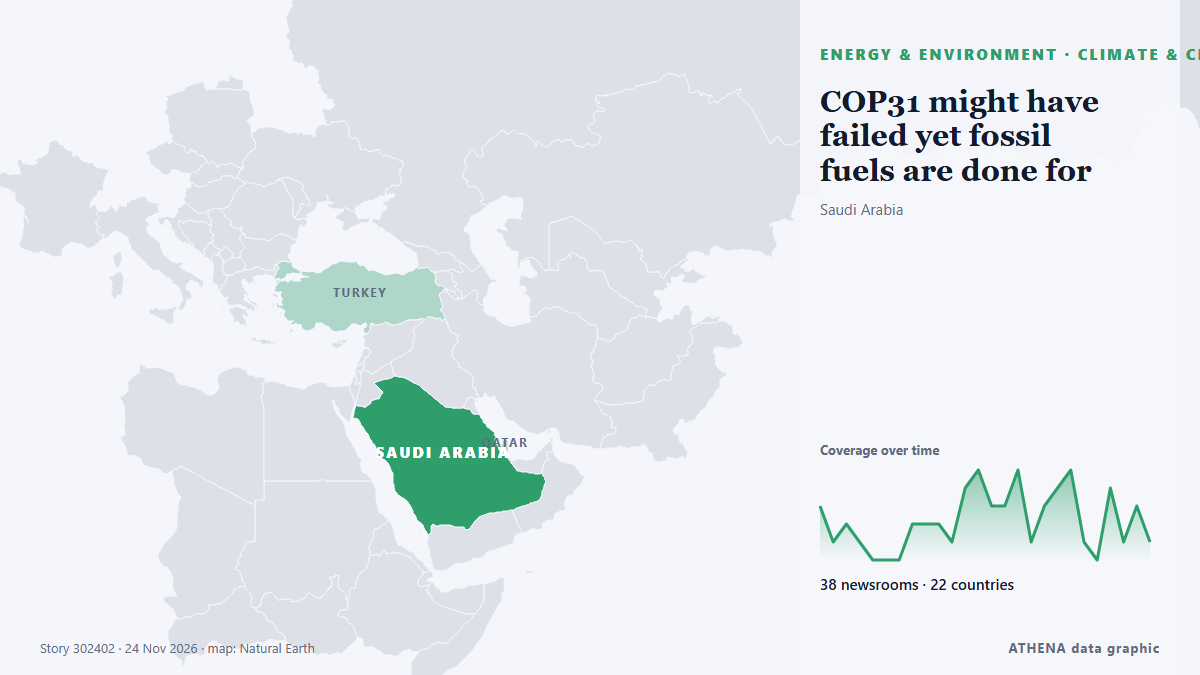 ENERGY & ENVIRONMENT · CLIMATE &
COP31 might have
failed yet fossil
fuels are done for
Saudi Arabia
TURKEY
QATAR
SAUDI ARABIA
Coverage over time
38 newsrooms · 22 countries
Story 302402 · 24 Nov 2026 · map: Natural Earth
ATHENA data graphic